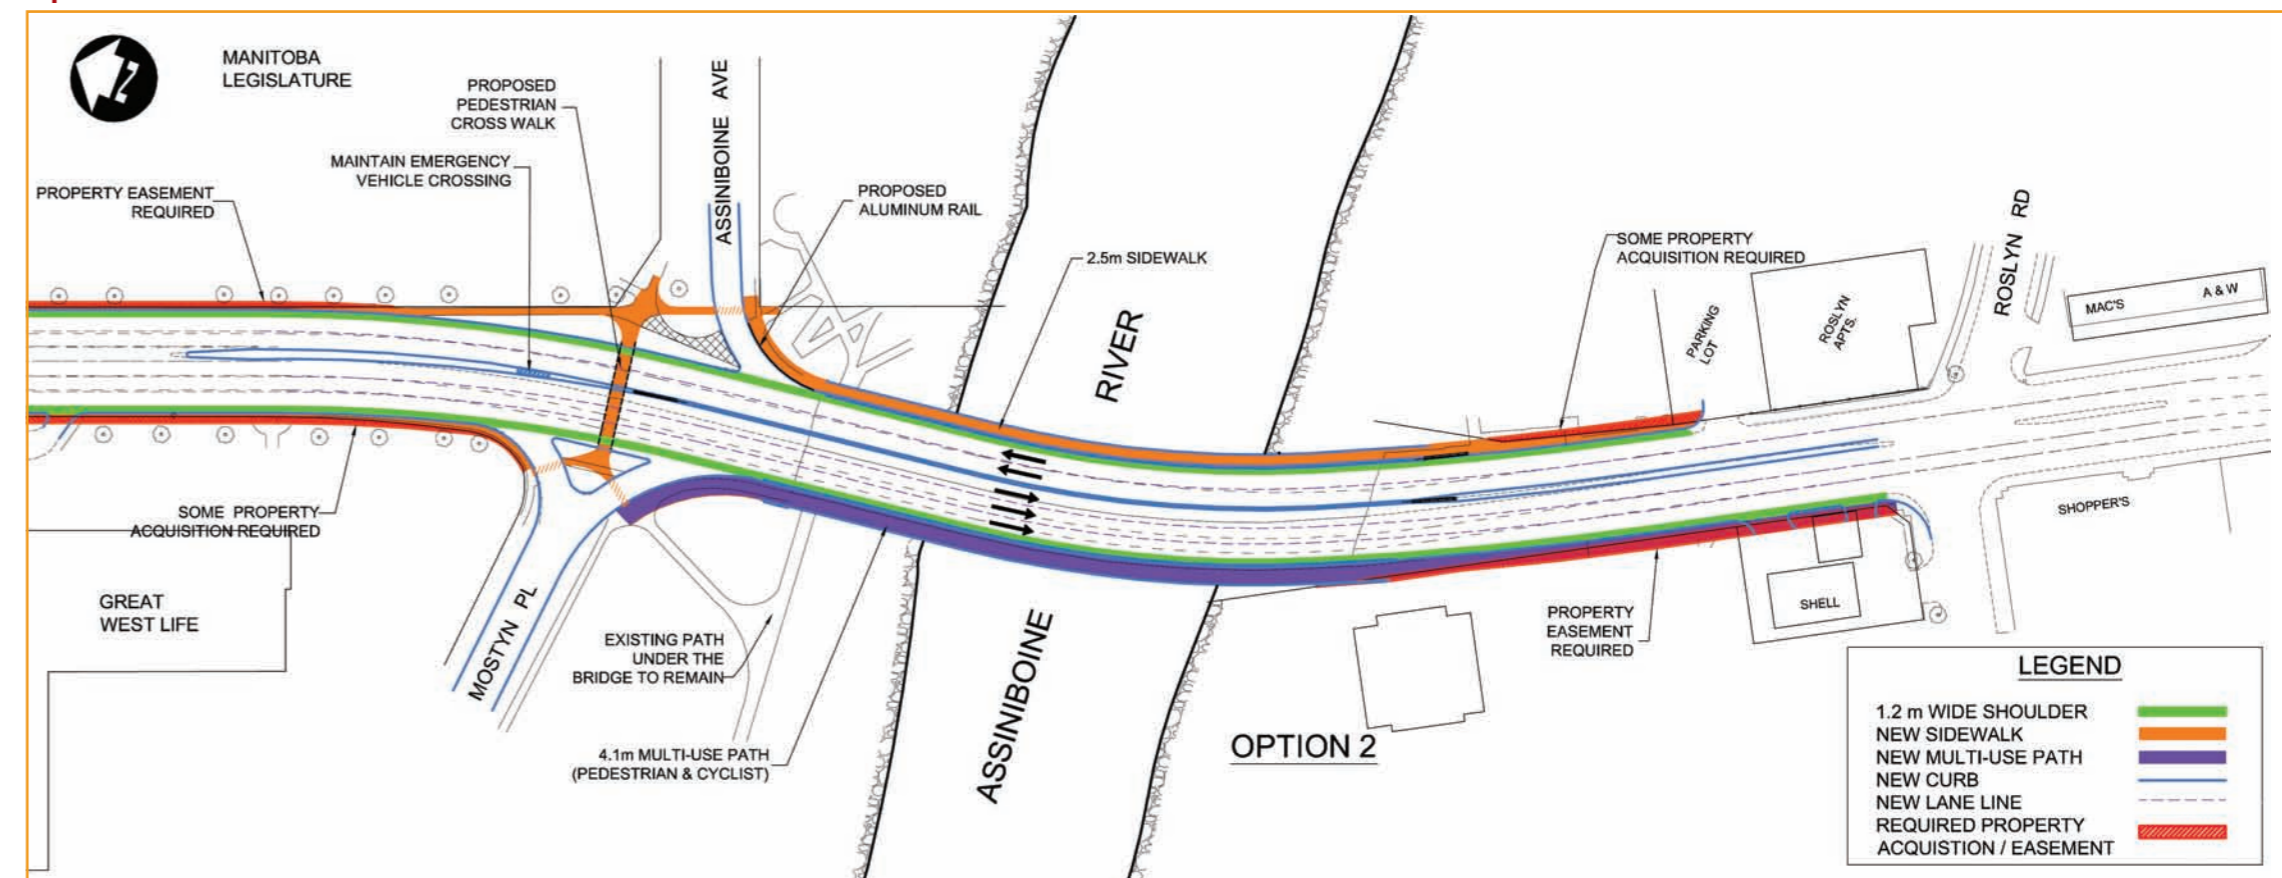 MANITOBA
LEGISLATURE
PROPOSED
PEDESTRIAN
CROSS WALK
MAINTAIN EMERGENCY
VEHICLE CROSSING
PROPERTY EASEMENT
REQUIRED
ASSINIBOINE AVE
PROPOSED
ALUMINUM RAIL
2.5m SIDEWALK
RIVER
SOME PROPERTY
ACQUISITION REQUIRED
PARKING
LOT
ROSLYN
APTS.
ROSLYN RD
MAC'S
A & W
SOME PROPERTY
ACQUISITION REQUIRED
GREAT
WEST LIFE
MOSTYN PL
EXISTING PATH
UNDER THE
BRIDGE TO REMAIN
4.1m MULTI-USE PATH
(PEDESTRIAN & CYCLIST)
ASSINIBOINE
OPTION 2
PROPERTY
EASEMENT
REQUIRED
SHELL
SHOPPER'S
LEGEND
1.2 m WIDE SHOULDER
NEW SIDEWALK
NEW MULTI-USE PATH
NEW CURB
NEW LANE LINE
REQUIRED PROPERTY
ACQUISTION / EASEMENT